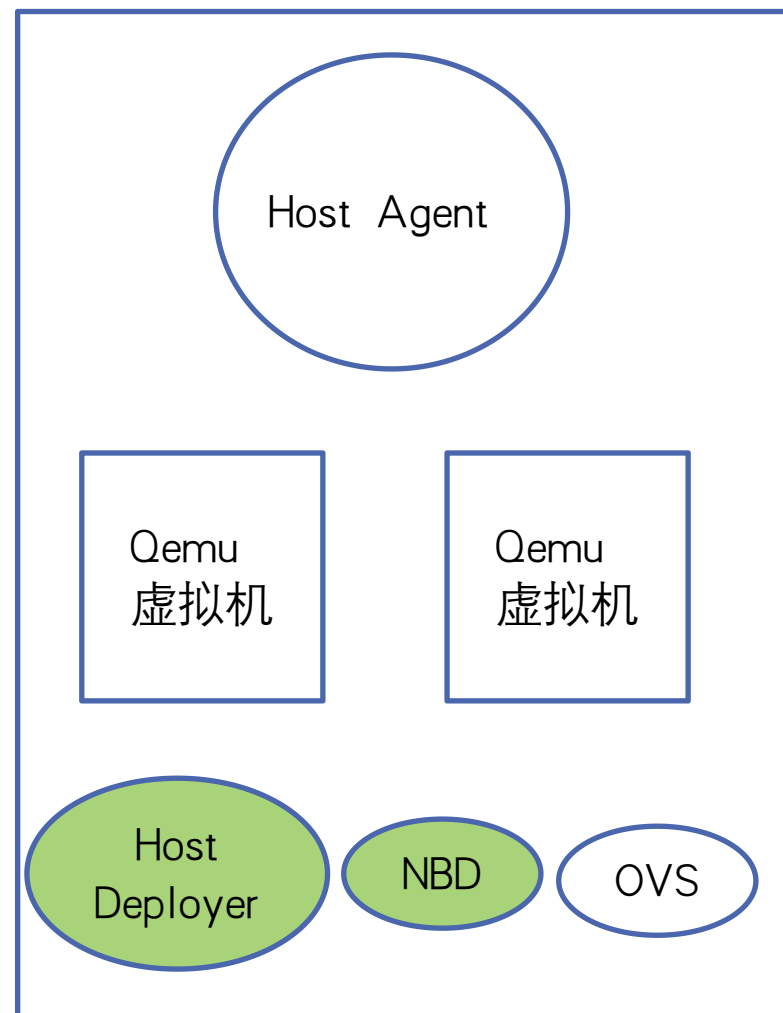 Host Agent
Qemu
虚拟机
Qemu
虚拟机
Host
Deployer
NBD
OVS